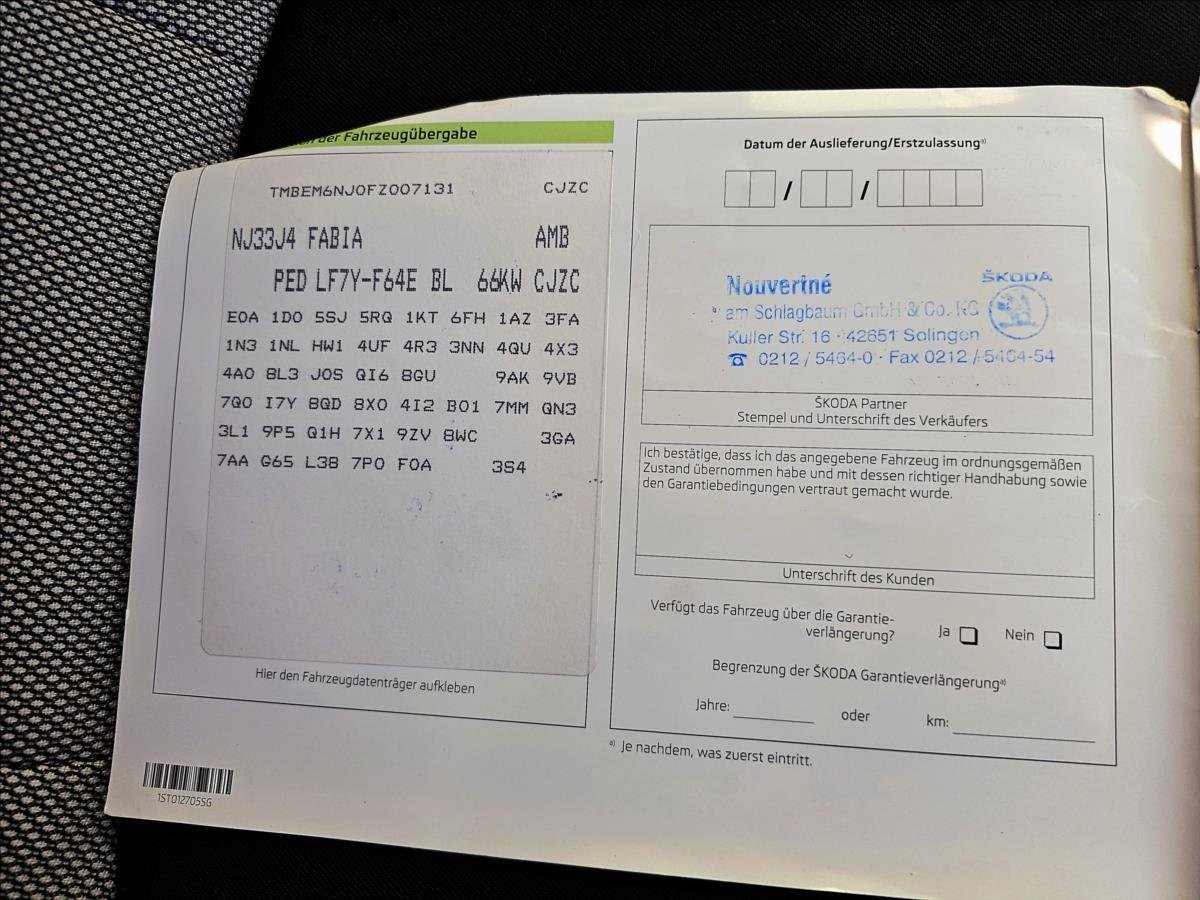 der Fahrzeugübergabe
TMBEM6NJ0FZ007131 CJZC
NJ33J4 FABIA AMB
PED LF7Y-F64E BL 66KW CJZC
E0A 1D0 5SJ 5RQ 1KT 6FH 1AZ 3FA
1N3 1NL HW1 4UF 4R3 3NN 4QU 4X3
4A0 8L3 J0S QI6 8GU 9AK 9VB
7Q0 I7Y 8QD 8X0 4I2 B01 7MM QN3
3L1 9P5 Q1H 7X1 9ZV 8WC 3GA
7AA G65 L38 7P0 F0A 3S4
Hier den Fahrzeugdatenträger aufkleben
1ST012705SG
Datum der Auslieferung/Erstzulassung a)
/ /
Nouvertné
am Schlagbaum GmbH & Co. KG
Kuller Str. 16 · 42651 Solingen
☎ 0212 / 5464-0 · Fax 0212 / 5464-54
ŠKODA
ŠKODA Partner
Stempel und Unterschrift des Verkäufers
Ich bestätige, dass ich das angegebene Fahrzeug im ordnungsgemäßen
Zustand übernommen habe und mit dessen richtiger Handhabung sowie
den Garantiebedingungen vertraut gemacht wurde.
Unterschrift des Kunden
Verfügt das Fahrzeug über die Garantie-
verlängerung? Ja Nein
Begrenzung der ŠKODA Garantieverlängerung a)
Jahre: oder km:
a) Je nachdem, was zuerst eintritt.